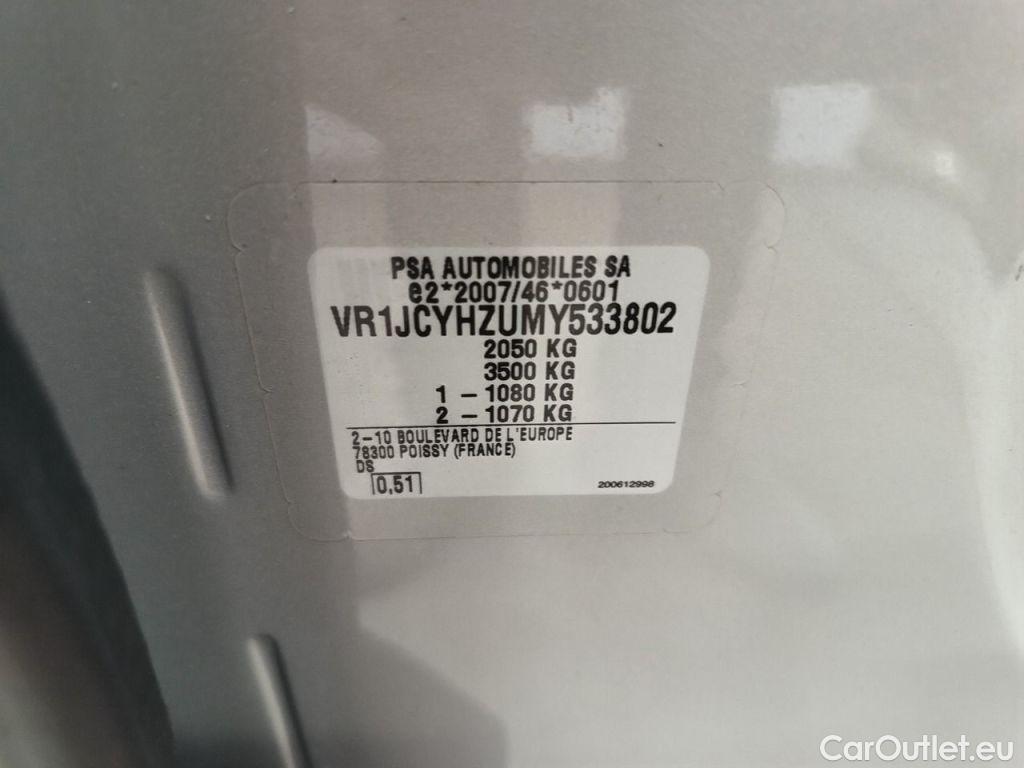 PSA AUTOMOBILES SA
e2*2007/46*0601
VR1JCYHZUMY533802
2050 KG
3500 KG
1 – 1080 KG
2 – 1070 KG
2–10 BOULEVARD DE L'EUROPE
78300 POISSY (FRANCE)
DS
0,51
200612998
CarOutlet.eu